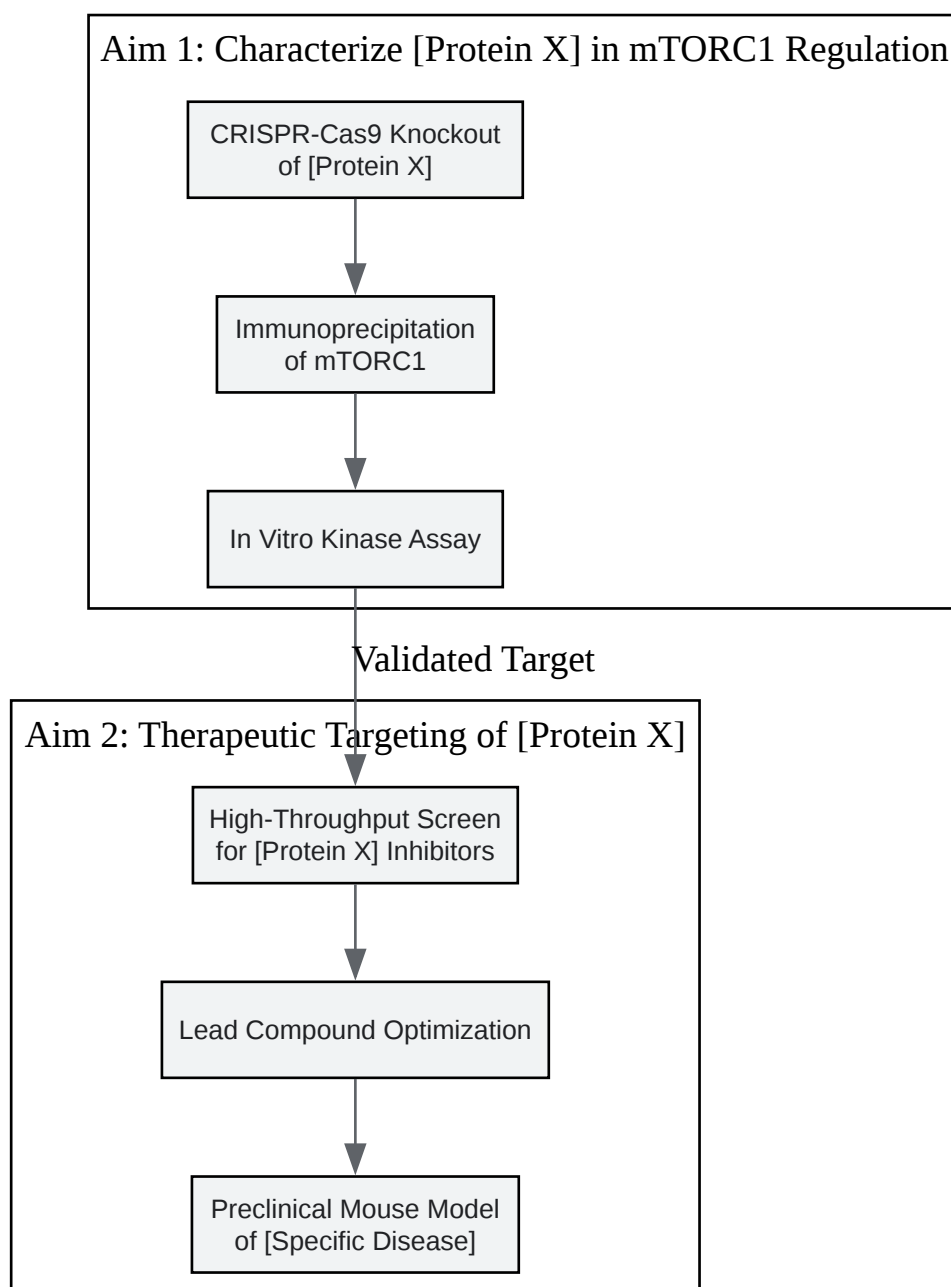 Aim 1: Characterize [Protein X] in mTORC1 Regulation
CRISPR-Cas9 Knockout
of [Protein X]
Immunoprecipitation
of mTORC1
In Vitro Kinase Assay
Validated Target
Aim 2: Therapeutic Targeting of [Protein X]
High-Throughput Screen
for [Protein X] Inhibitors
Lead Compound Optimization
Preclinical Mouse Model
of [Specific Disease]